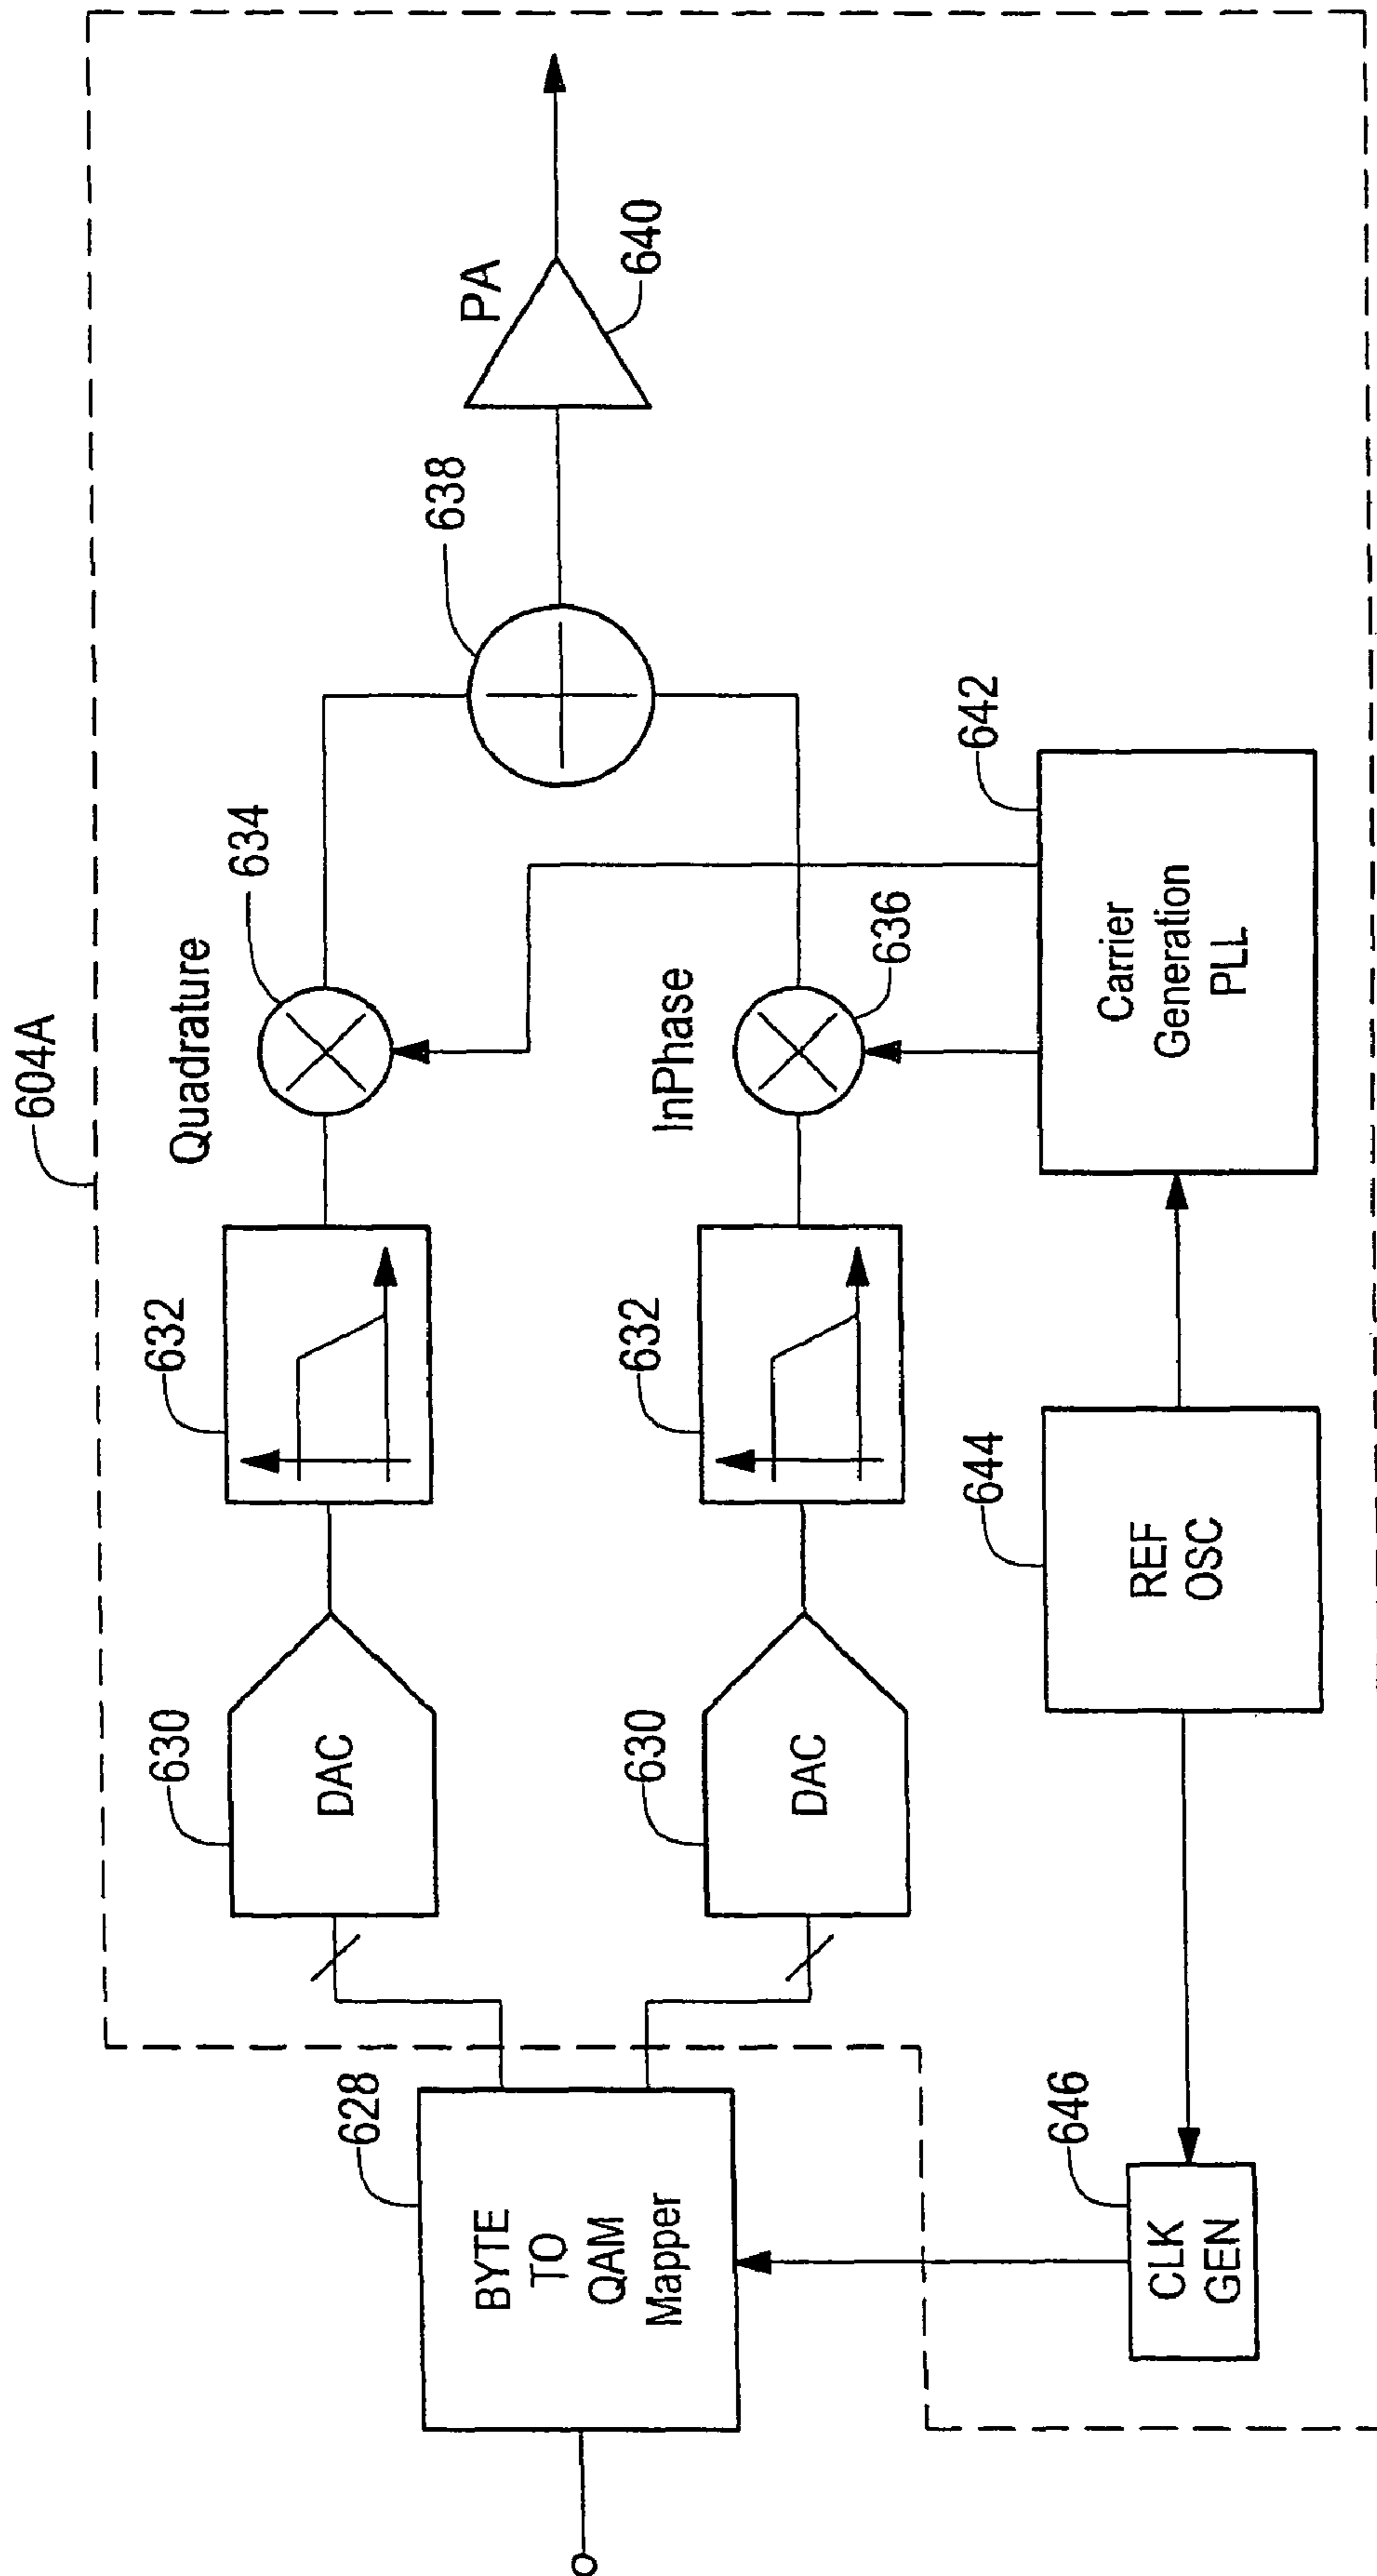 604A
628
BYTE
TO
QAM
Mapper
630
DAC
632
Quadrature
634
638
PA
640
630
DAC
632
InPhase
636
646
CLK
GEN
644
REF
OSC
642
Carrier
Generation
PLL